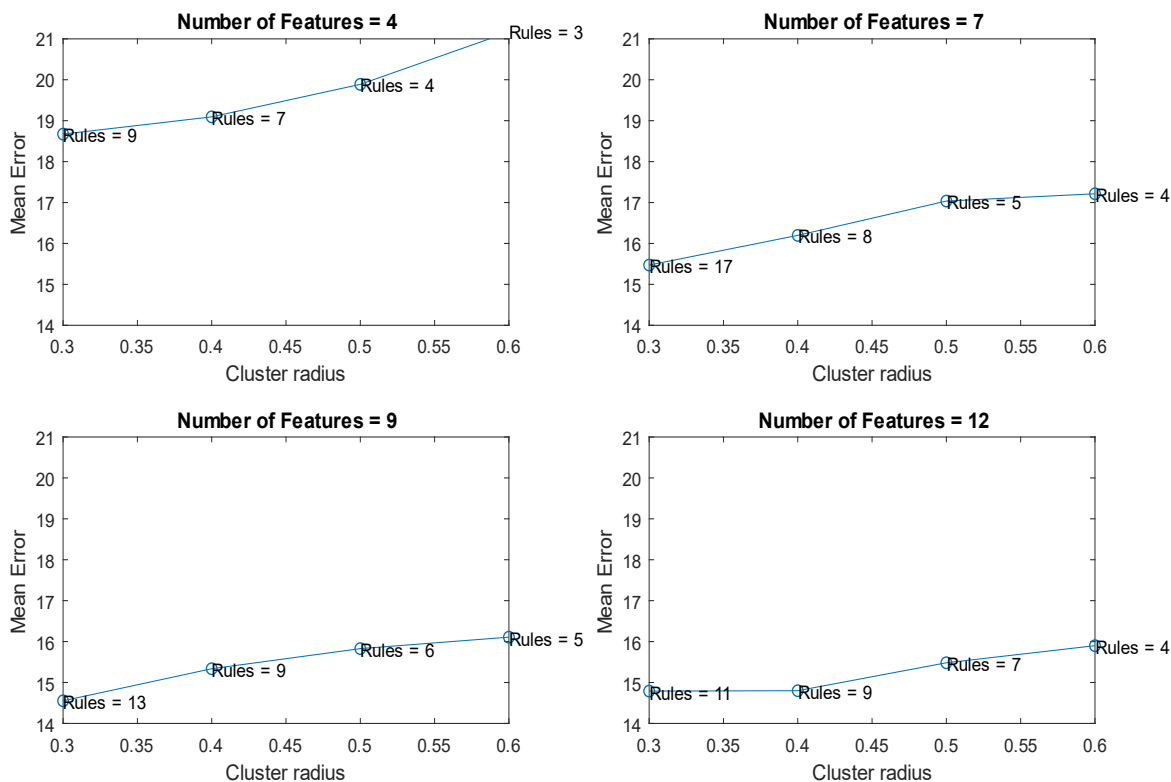 Number of Features = 4
21
20
19
18
17
16
15
14
Mean Error
Rules = 9
Rules = 7
Rules = 4
Rules = 3
0.3 0.35 0.4 0.45 0.5 0.55 0.6
Cluster radius
Number of Features = 7
21
20
19
18
17
16
15
14
Mean Error
Rules = 17
Rules = 8
Rules = 5
Rules = 4
0.3 0.35 0.4 0.45 0.5 0.55 0.6
Cluster radius
Number of Features = 9
21
20
19
18
17
16
15
14
Mean Error
Rules = 13
Rules = 9
Rules = 6
Rules = 5
0.3 0.35 0.4 0.45 0.5 0.55 0.6
Cluster radius
Number of Features = 12
21
20
19
18
17
16
15
14
Mean Error
Rules = 11
Rules = 9
Rules = 7
Rules = 4
0.3 0.35 0.4 0.45 0.5 0.55 0.6
Cluster radius